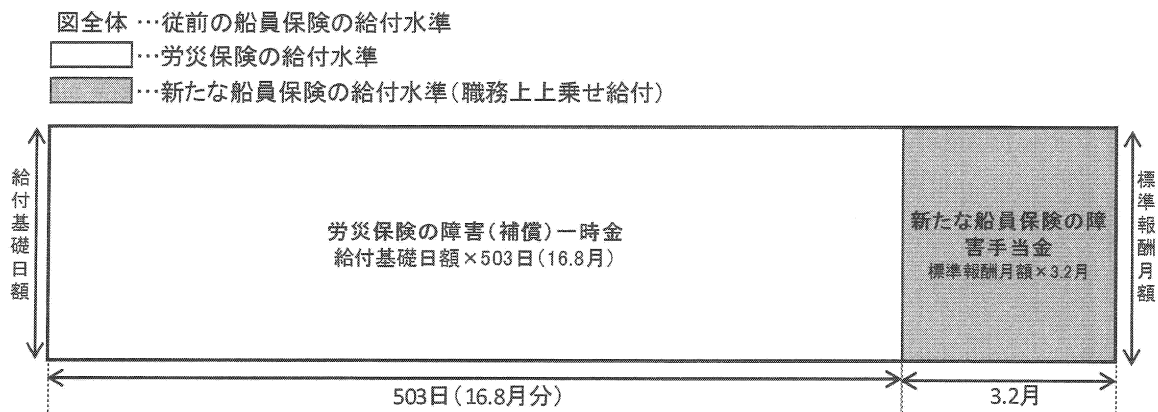 図全体 …従前の船員保険の給付水準
…労災保険の給付水準
…新たな船員保険の給付水準(職務上上乗せ給付)
給付基礎日額
労災保険の障害(補償)一時金
給付基礎日額×503日(16.8月)
新たな船員保険の障
害手当金
標準報酬月額×3.2月
標準報酬月額
503日(16.8月分)
3.2月